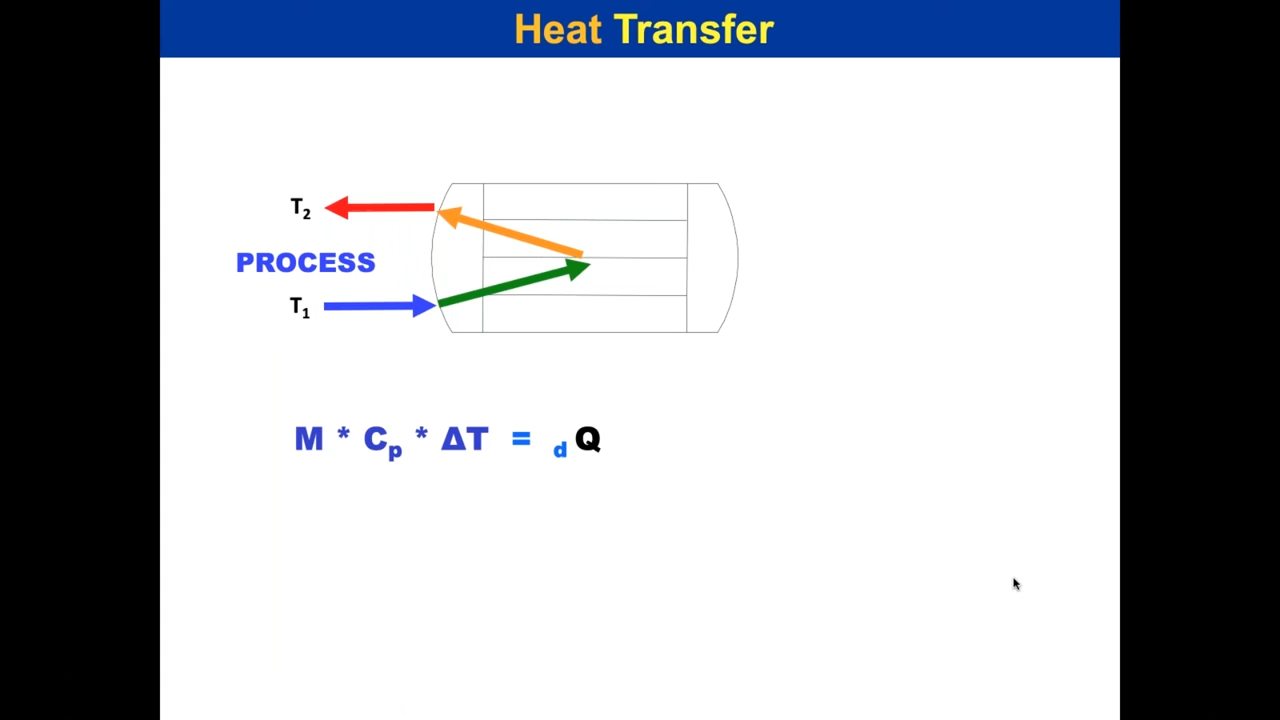 Heat Transfer
T₂
PROCESS
T₁
M * Cₚ * ΔT = d Q